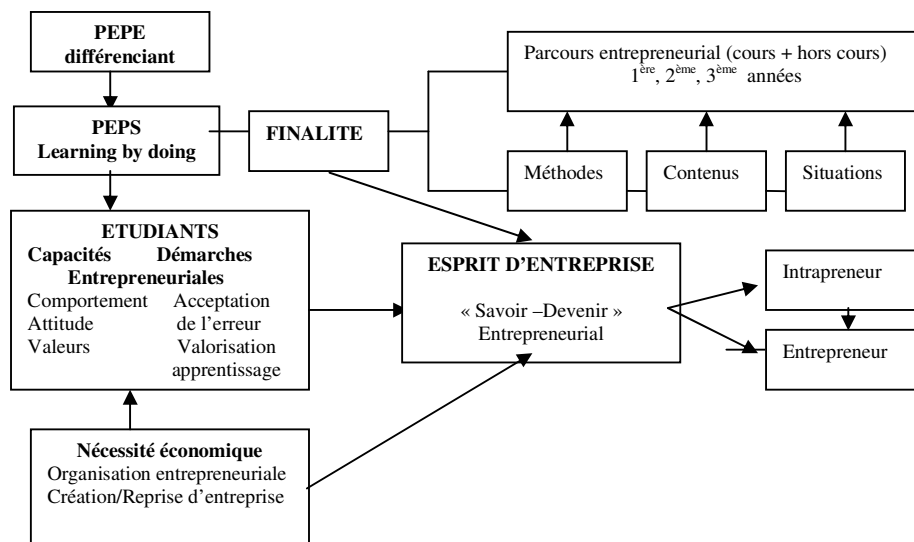 PEPE
différenciant
PEPS
Learning by doing
FINALITE
Parcours entrepreneurial (cours + hors cours)
1ère, 2ème, 3ème années
Méthodes
Contenus
Situations
ETUDIANTS
Capacités Démarches
Entrepreneuriales
Comportement Acceptation
Attitude de l’erreur
Valeurs Valorisation
apprentissage
ESPRIT D’ENTREPRISE
« Savoir –Devenir »
Entrepreneurial
Intrapreneur
Entrepreneur
Nécessité économique
Organisation entrepreneuriale
Création/Reprise d’entreprise